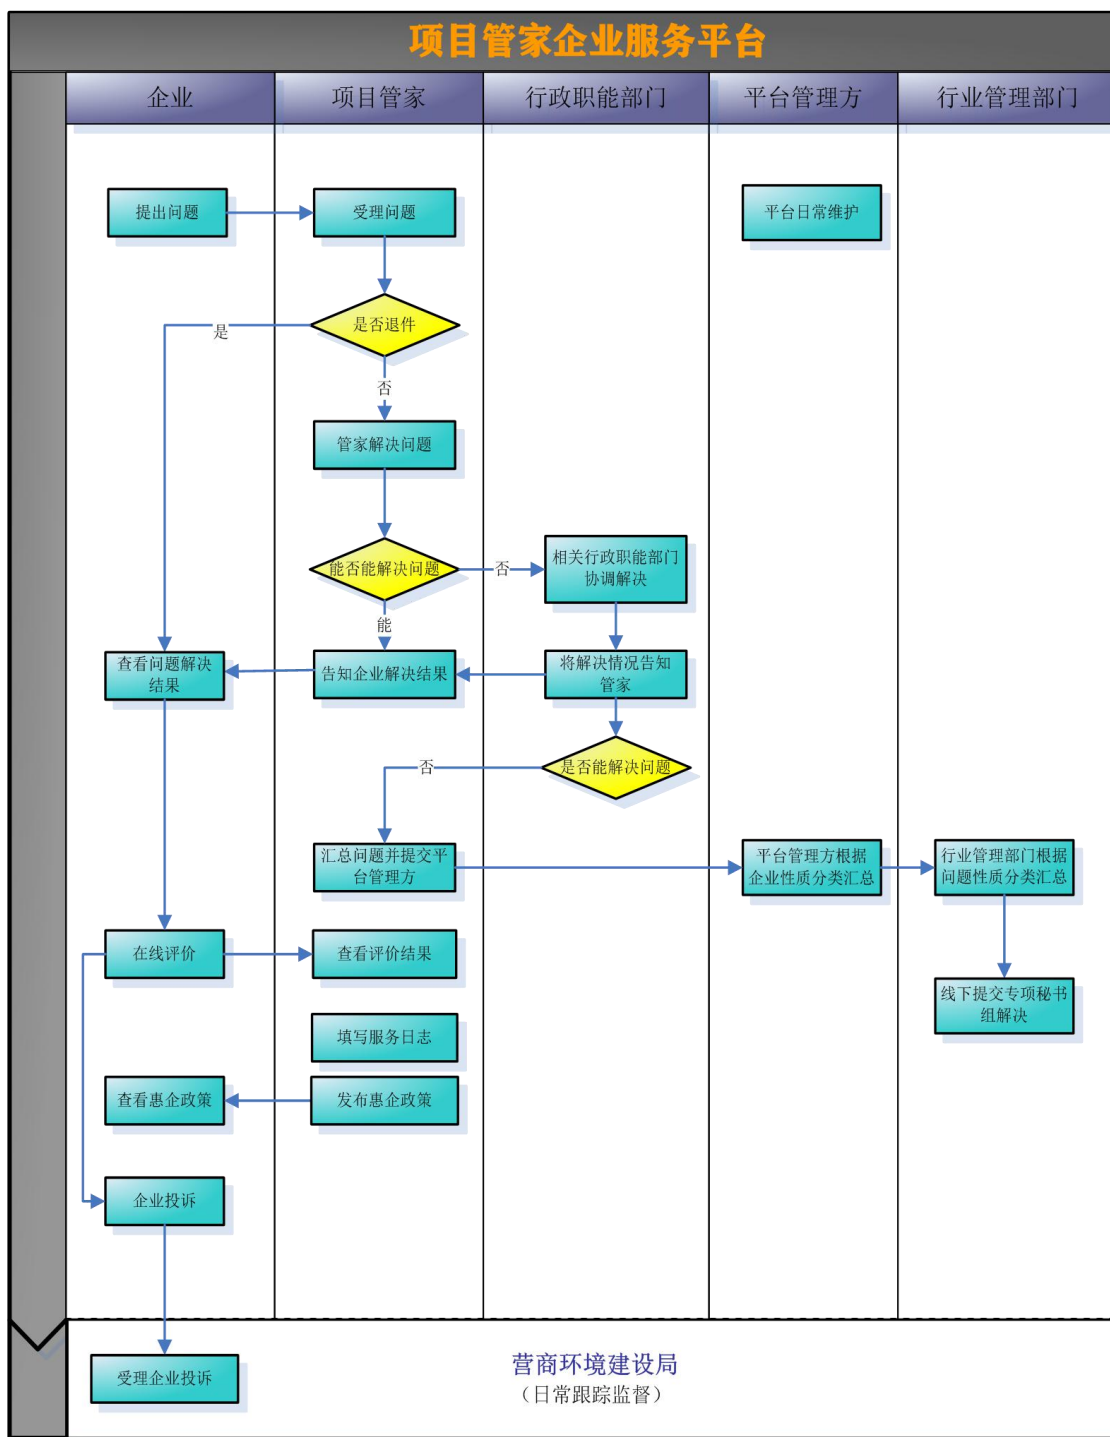 项目管家企业服务平台
企业
项目管家
行政职能部门
平台管理方
行业管理部门
提出问题
受理问题
平台日常维护
是否退件
是
否
管家解决问题
能否能解决问题
否
相关行政职能部门
协调解决
能
查看问题解决
结果
告知企业解决结果
将解决情况告知
管家
是否能解决问题
否
汇总问题并提交平
台管理方
平台管理方根据
企业性质分类汇总
行业管理部门根据
问题性质分类汇总
在线评价
查看评价结果
线下提交专项秘书
组解决
填写服务日志
查看惠企政策
发布惠企政策
企业投诉
受理企业投诉
营商环境建设局
（日常跟踪监督）